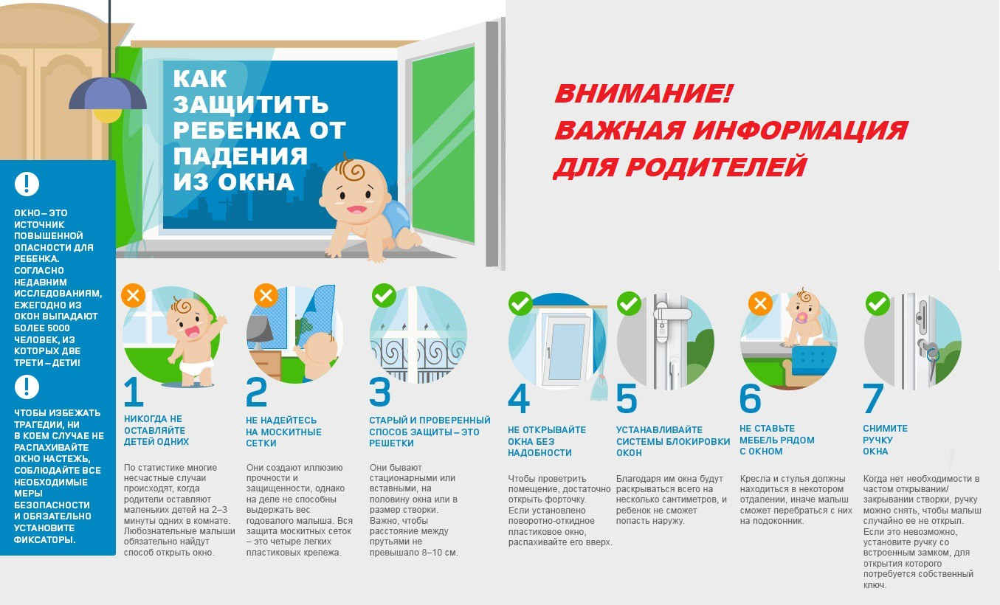 КАК
ЗАЩИТИТЬ
РЕБЕНКА ОТ
ПАДЕНИЯ
ИЗ ОКНА
ВНИМАНИЕ!
ВАЖНАЯ ИНФОРМАЦИЯ
ДЛЯ РОДИТЕЛЕЙ
ОКНО – ЭТО
ИСТОЧНИК
ПОВЫШЕННОЙ
ОПАСНОСТИ ДЛЯ
РЕБЕНКА.
СОГЛАСНО
НЕДАВНИМ
ИССЛЕДОВАНИЯМ,
ЕЖЕГОДНО ИЗ
ОКОН ВЫПАДАЮТ
БОЛЕЕ 5000
ЧЕЛОВЕК, ИЗ
КОТОРЫХ ДВЕ
ТРЕТИ – ДЕТИ!
ЧТОБЫ ИЗБЕЖАТЬ
ТРАГЕДИИ, НИ
В КОЕМ СЛУЧАЕ НЕ
РАСПАХИВАЙТЕ
ОКНО НАСТЕЖЬ,
СОБЛЮДАЙТЕ ВСЕ
НЕОБХОДИМЫЕ
МЕРЫ
БЕЗОПАСНОСТИ
И ОБЯЗАТЕЛЬНО
УСТАНОВИТЕ
ФИКСАТОРЫ.
1
НИКОГДА НЕ
ОСТАВЛЯЙТЕ
ДЕТЕЙ ОДНИХ
По статистике многие
несчастные случаи
происходят, когда
родители оставляют
маленьких детей на 2–3
минуты одних в комнате.
Любознательные малыши
обязательно найдут
способ открыть окно.
2
НЕ НАДЕЙТЕСЬ
НА МОСКИТНЫЕ
СЕТКИ
Они создают иллюзию
прочности и
защищенности, однако
на деле не способны
выдержать вес
годовалого малыша. Вся
защита москитных сеток
– это четыре легких
пластиковых крепежа.
3
СТАРЫЙ И ПРОВЕРЕННЫЙ
СПОСОБ ЗАЩИТЫ – ЭТО
РЕШЕТКИ
Они бывают
стационарными или
вставными, на
половину окна или в
размер створки.
Важно, чтобы
расстояние между
прутьями не
превышало 8–10 см.
4
НЕ ОТКРЫВАЙТЕ
ОКНА БЕЗ
НАДОБНОСТИ
Чтобы проветрить
помещение, достаточно
открыть форточку.
Если установлено
поворотно-откидное
пластиковое окно,
распахивайте его вверх.
5
УСТАНАВЛИВАЙТЕ
СИСТЕМЫ БЛОКИРОВКИ
ОКОН
Благодаря им окна будут
раскрываться всего на
несколько сантиметров, и
ребенок не сможет
попасть наружу.
6
НЕ СТАВЬТЕ
МЕБЕЛЬ РЯДОМ
С ОКНОМ
Кресла и стулья должны
находиться в некотором
отдалении, иначе малыш
сможет перебраться с них
на подоконник.
7
СНИМИТЕ
РУЧКУ
ОКНА
Когда нет необходимости в
частом открывании/
закрывании створки, ручку
можно снять, чтобы малыш
случайно ее не открыл.
Если это невозможно,
установите ручку со
встроенным замком, для
открытия которого
потребуется собственный
ключ.